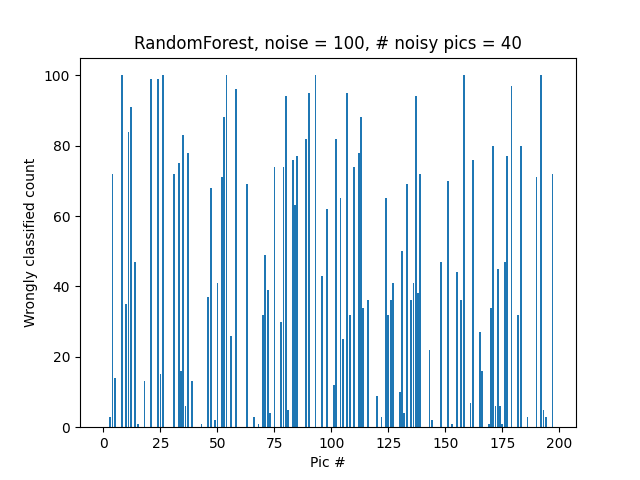 RandomForest, noise = 100, # noisy pics = 40
100
80
60
40
20
0
Wrongly classified count
0 25 50 75 100 125 150 175 200
Pic #